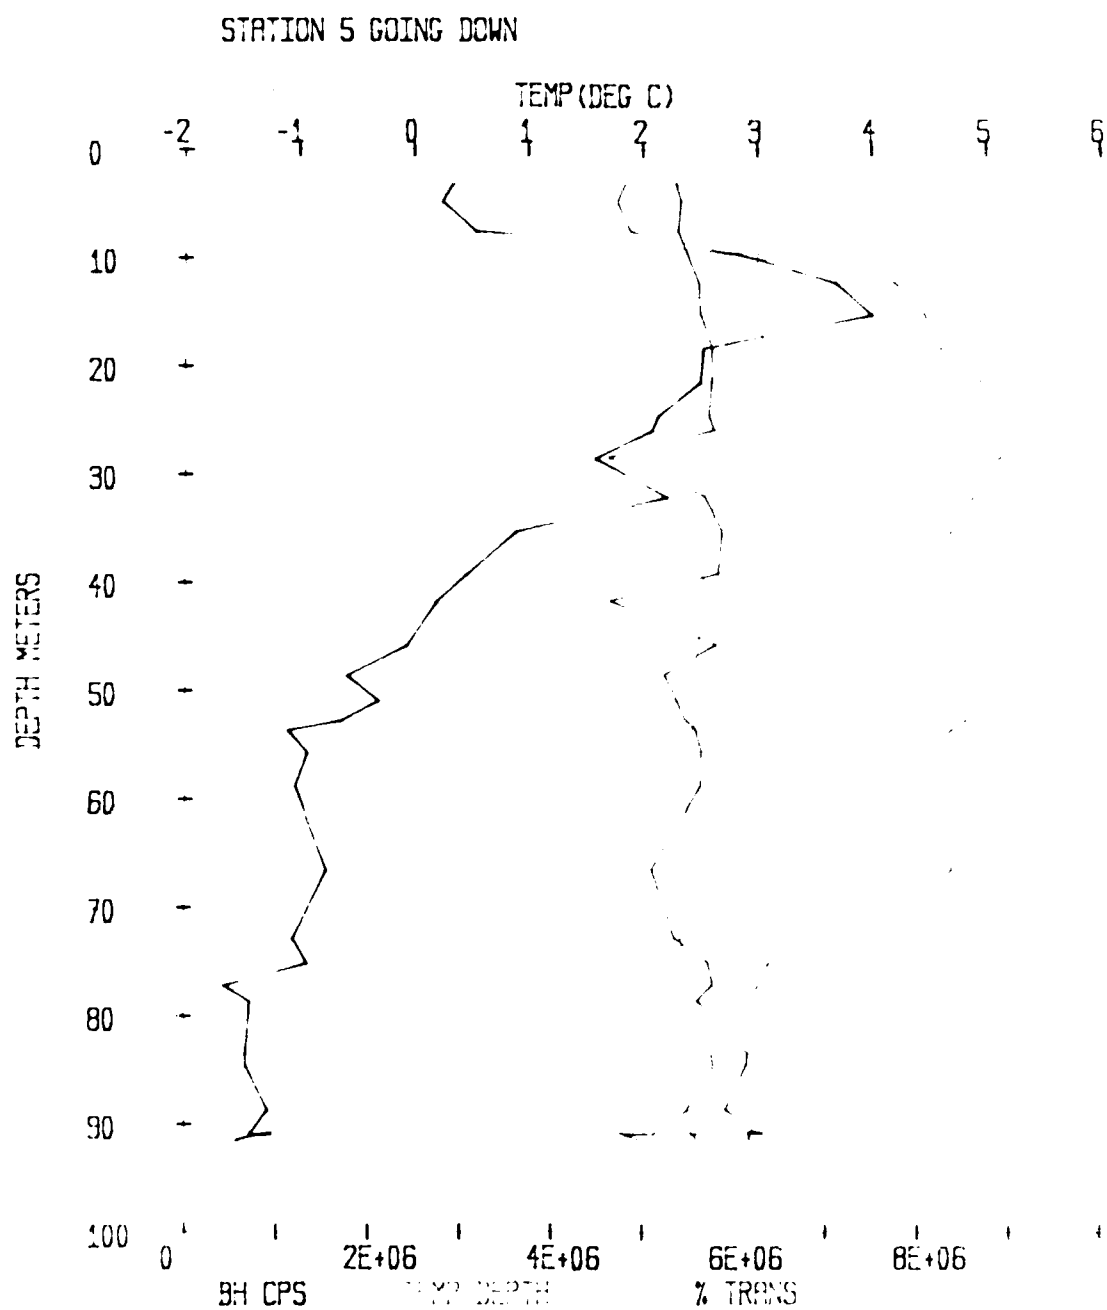 STATION 5 GOING DOWN
TEMP(DEG C)
-2 -1 0 1 2 3 4 5 6
0
10
20
30
40
50
60
70
80
90
100
DEPTH METERS
0 2E+06 4E+06 6E+06 8E+06
BH CPS TEMP DEPTH % TRANS